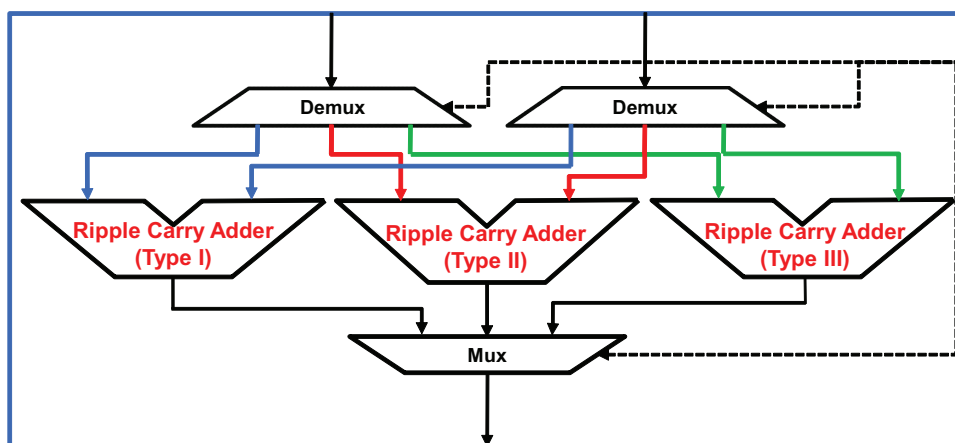 Demux
Demux
Ripple Carry Adder
(Type I)
Ripple Carry Adder
(Type II)
Ripple Carry Adder
(Type III)
Mux